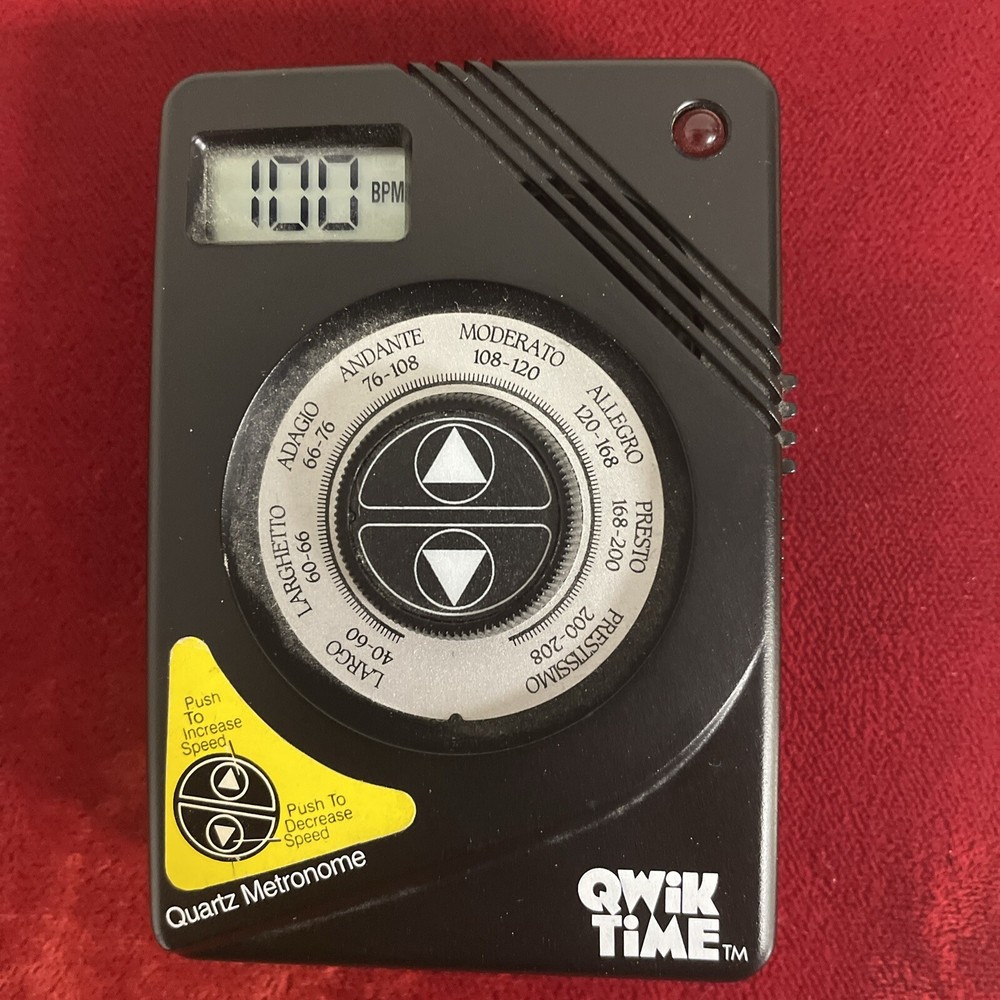 100 BPM
LARGO
40-60
LARGHETTO
60-66
ADAGIO
66-76
ANDANTE
76-108
MODERATO
108-120
ALLEGRO
120-168
PRESTO
168-200
PRESTISSIMO
200-208
Push
To
Increase
Speed
Push To
Decrease
Speed
Quartz Metronome
QWiK
TiME™